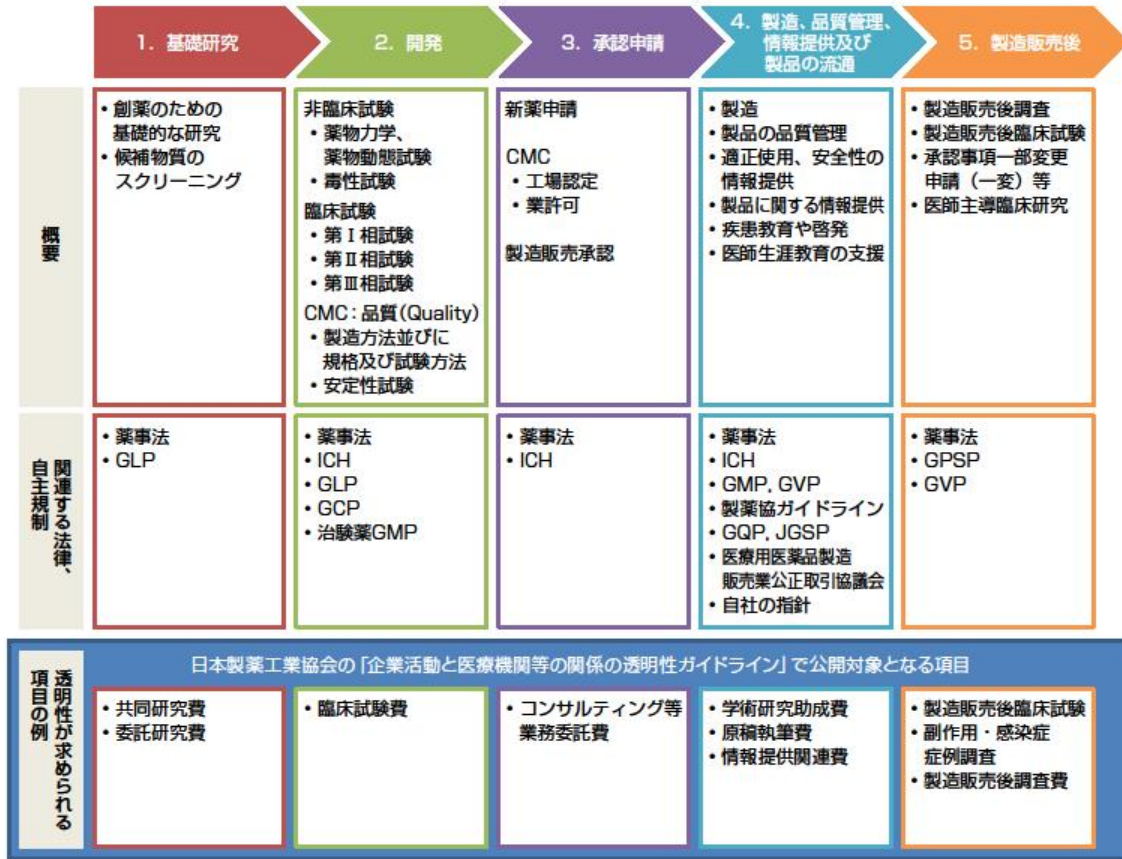 1. 基礎研究
2. 開発
3. 承認申請
4. 製造、品質管理、
情報提供及び
製品の流通
5. 製造販売後
概要
• 創薬のための
基礎的な研究
• 候補物質の
スクリーニング
非臨床試験
• 薬物力学、
薬物動態試験
• 毒性試験
臨床試験
• 第Ⅰ相試験
• 第Ⅱ相試験
• 第Ⅲ相試験
CMC：品質(Quality)
• 製造方法並びに
規格及び試験方法
• 安定性試験
新薬申請
CMC
• 工場認定
• 業許可
製造販売承認
• 製造
• 製品の品質管理
• 適正使用、安全性の
情報提供
• 製品に関する情報提供
• 疾患教育や啓発
• 医師生涯教育の支援
• 製造販売後調査
• 製造販売後臨床試験
• 承認事項一部変更
申請（一変）等
• 医師主導臨床研究
関連する法律、
自主規制
• 薬事法
• GLP
• 薬事法
• ICH
• GLP
• GCP
• 治験薬GMP
• 薬事法
• ICH
• 薬事法
• ICH
• GMP, GVP
• 製薬協ガイドライン
• GQP, JGSP
• 医療用医薬品製造
販売業公正取引協議会
• 自社の指針
• 薬事法
• GPSP
• GVP
透明性が求められる
項目の例
日本製薬工業協会の「企業活動と医療機関等の関係の透明性ガイドライン」で公開対象となる項目
• 共同研究費
• 委託研究費
• 臨床試験費
• コンサルティング等
業務委託費
• 学術研究助成費
• 原稿執筆費
• 情報提供関連費
• 製造販売後臨床試験
• 副作用・感染症
症例調査
• 製造販売後調査費